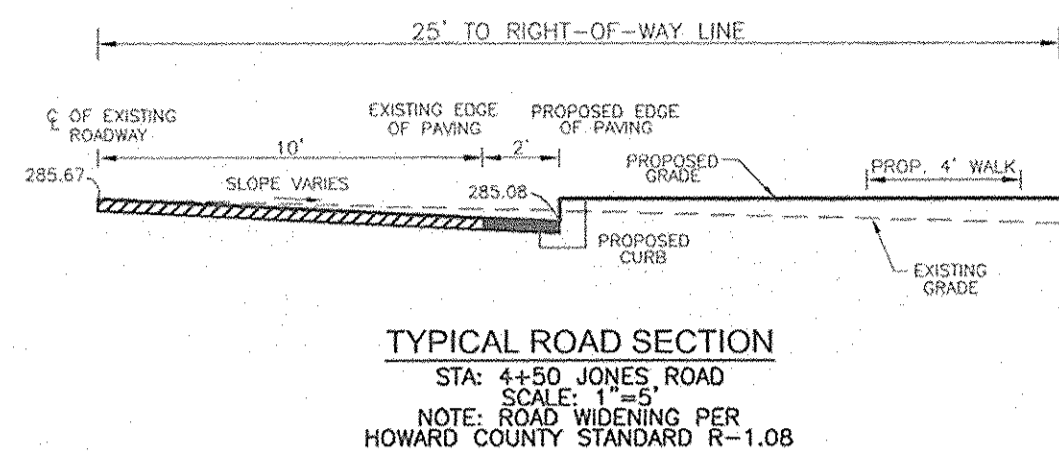 25' TO RIGHT-OF-WAY LINE
℄ OF EXISTING
ROADWAY
EXISTING EDGE
OF PAVING
PROPOSED EDGE
OF PAVING
10'
2'
285.67
SLOPE VARIES
285.08
PROPOSED
GRADE
PROP. 4' WALK
PROPOSED
CURB
EXISTING
GRADE
TYPICAL ROAD SECTION
STA: 4+50 JONES ROAD
SCALE: 1"=5'
NOTE: ROAD WIDENING PER
HOWARD COUNTY STANDARD R-1.08